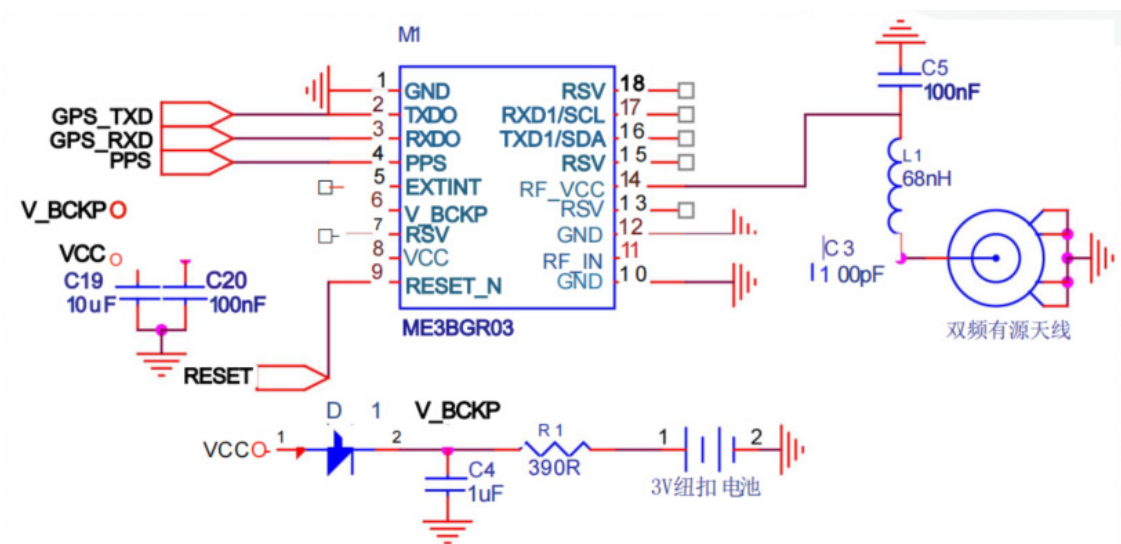 M1
C5
100nF
1 GND
2 TXDO
3 RXDO
4 PPS
5 EXTINT
6 V_BCKP
7 RSV
8 VCC
9 RESET_N
RSV 18
RXD1/SCL 17
TXD1/SDA 16
RSV 15
RF_VCC 14
RSV 13
GND 12
RF_IN 11
GND 10
ME3BGR03
GPS_TXD
GPS_RXD
PPS
V_BCKP
VCC
C19
10uF
C20
100nF
RESET
L1
68nH
C3
100pF
双频有源天线
VCC
1
D 1
2
V_BCKP
C4
1uF
R1
390R
1
2
3V纽扣电池